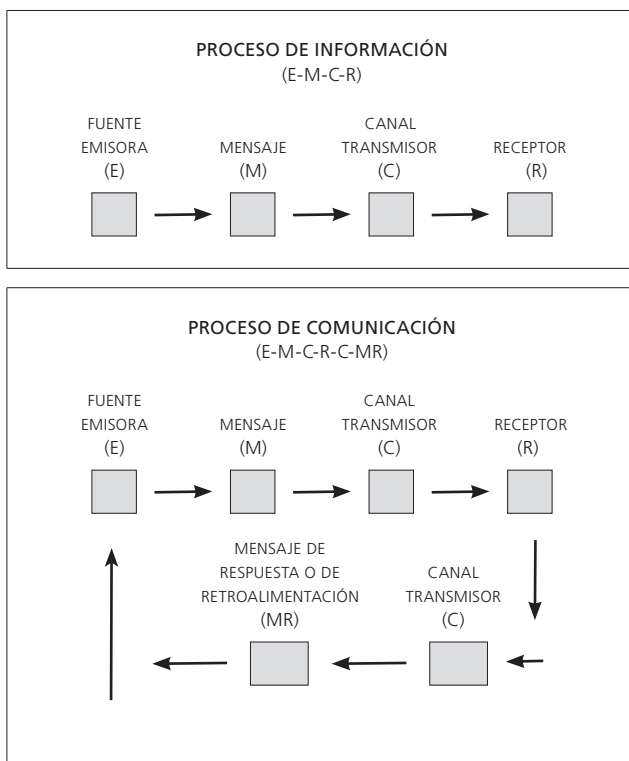 PROCESO DE INFORMACIÓN
(E-M-C-R)
FUENTE
EMISORA
(E)
MENSAJE
(M)
CANAL
TRANSMISOR
(C)
RECEPTOR
(R)
PROCESO DE COMUNICACIÓN
(E-M-C-R-C-MR)
FUENTE
EMISORA
(E)
MENSAJE
(M)
CANAL
TRANSMISOR
(C)
RECEPTOR
(R)
MENSAJE DE
RESPUESTA O DE
RETROALIMENTACIÓN
(MR)
CANAL
TRANSMISOR
(C)